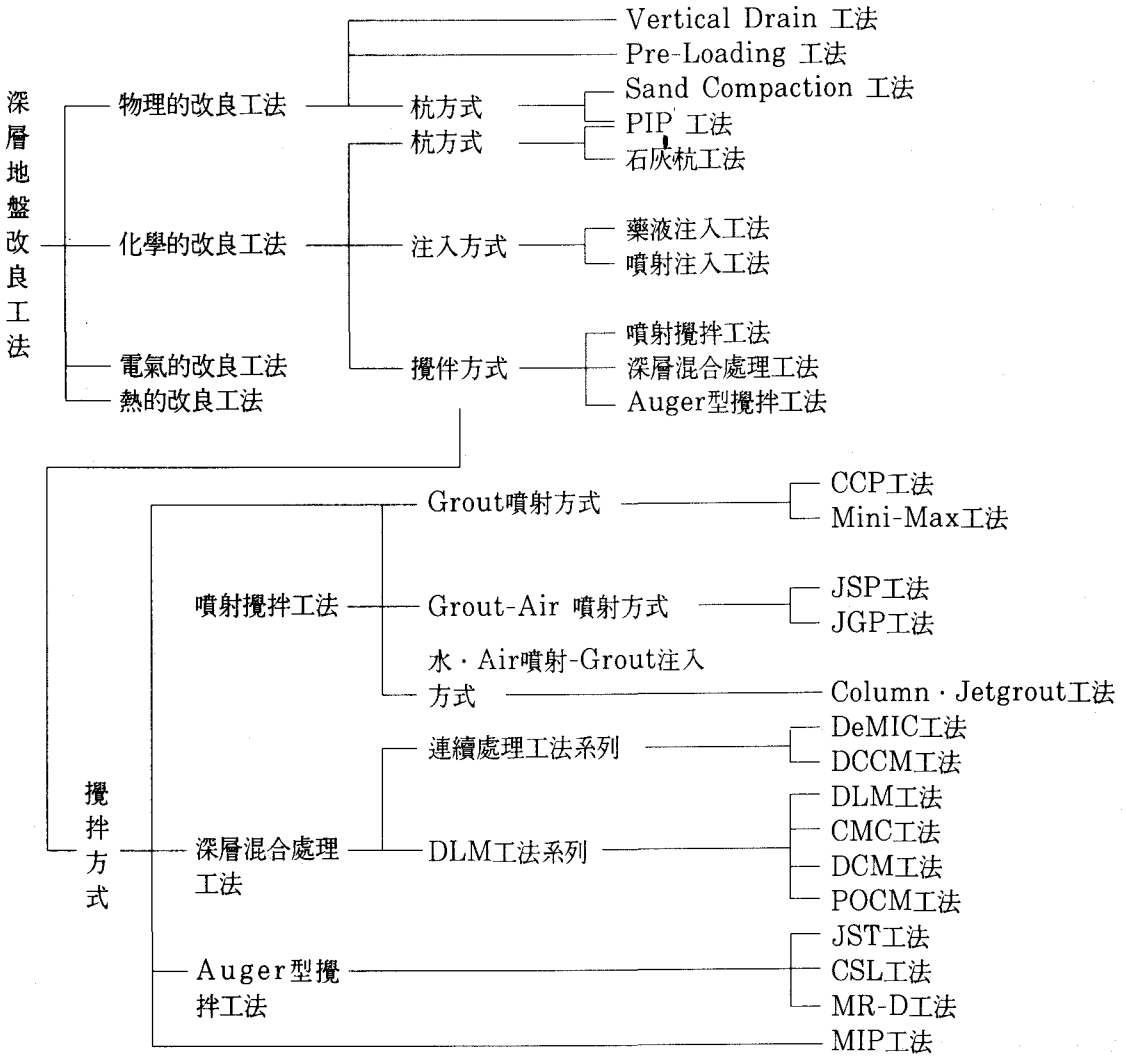 深層地盤改良工法
物理的改良工法
Vertical Drain 工法
Pre-Loading 工法
杭方式
Sand Compaction 工法
PIP 工法
杭方式
石灰杭工法
化學的改良工法
注入方式
藥液注入工法
噴射注入工法
攪伴方式
噴射攪拌工法
深層混合處理工法
Auger型攪拌工法
電氣的改良工法
熱的改良工法
攪拌方式
噴射攪拌工法
Grout噴射方式
CCP工法
Mini-Max工法
Grout-Air 噴射方式
JSP工法
JGP工法
水·Air噴射-Grout注入
方式
Column·Jetgrout工法
深層混合處理
工法
連續處理工法系列
DeMIC工法
DCCM工法
DLM工法系列
DLM工法
CMC工法
DCM工法
POCM工法
Auger型攪
拌工法
JST工法
CSL工法
MR-D工法
MIP工法